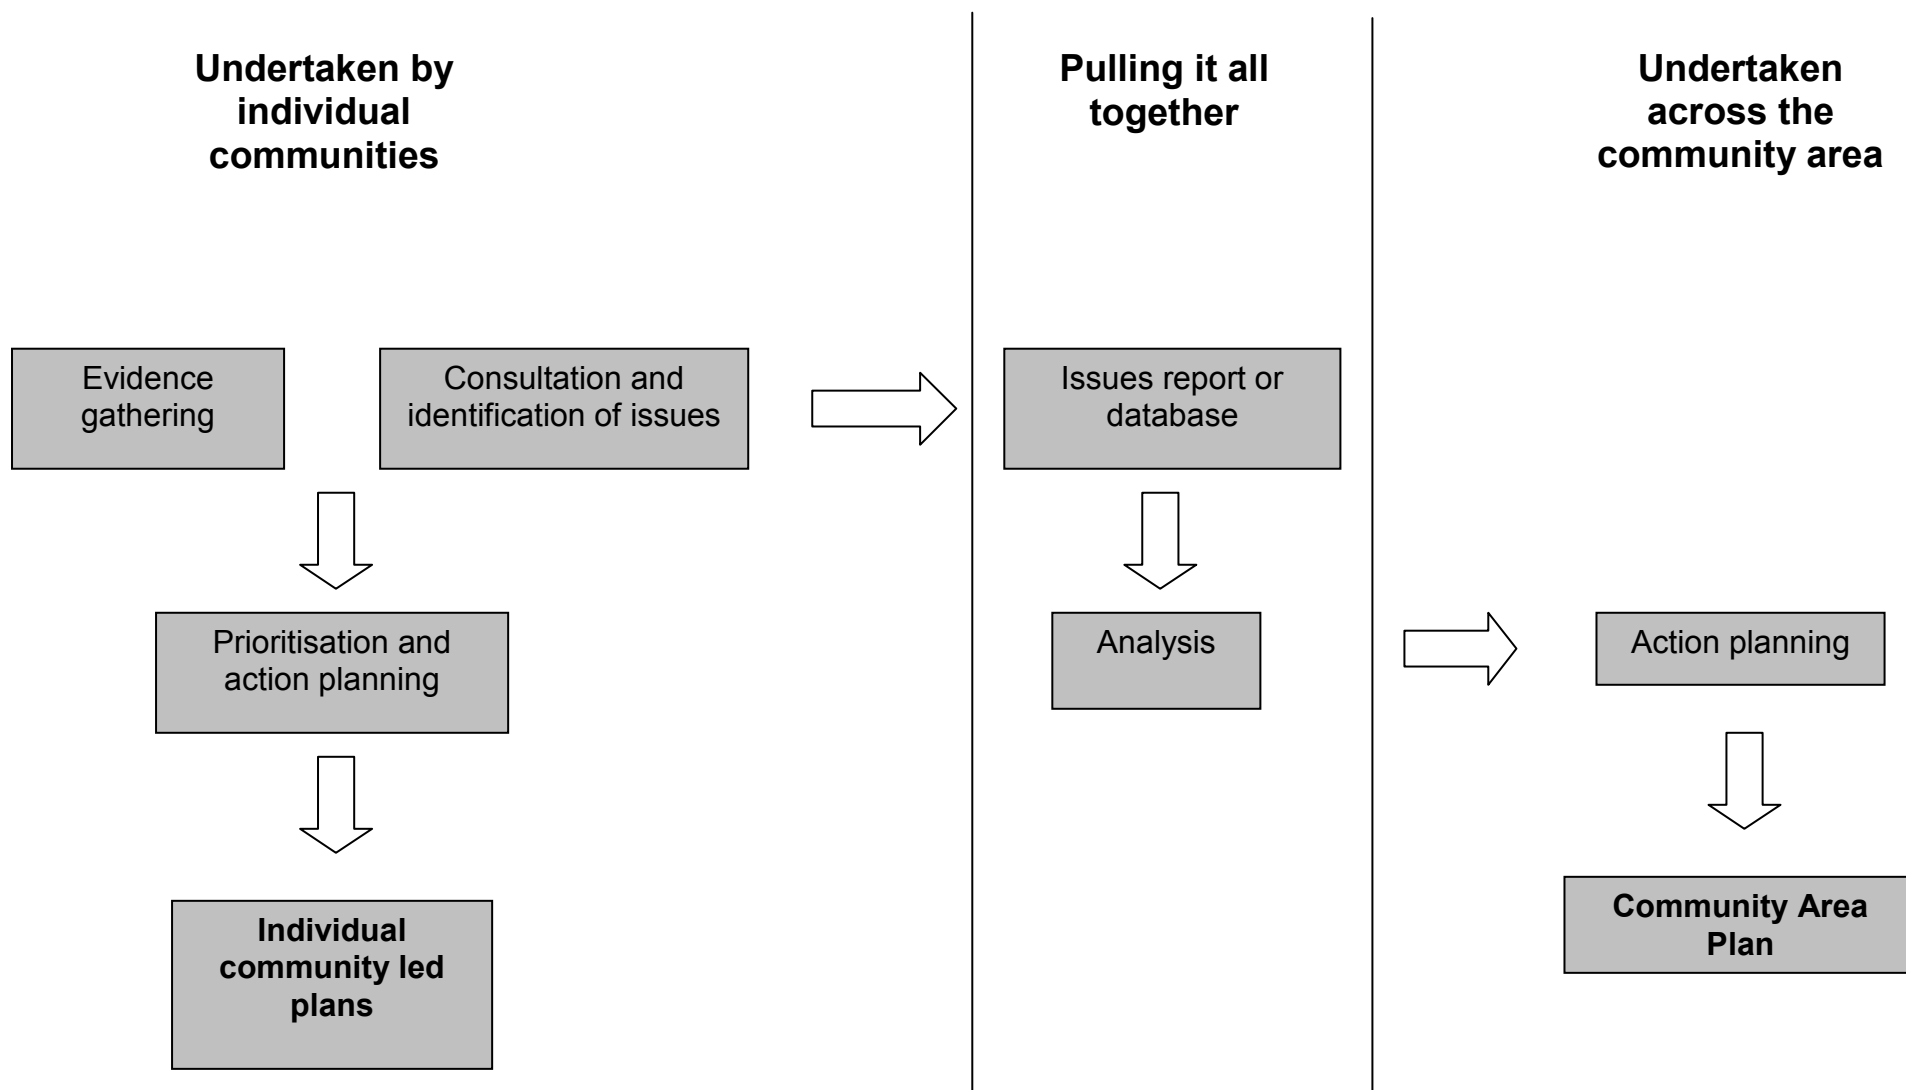 Undertaken by
individual
communities
Pulling it all
together
Undertaken
across the
community area
Evidence
gathering
Consultation and
identification of issues
Issues report or
database
Prioritisation and
action planning
Analysis
Action planning
Individual
community led
plans
Community Area
Plan